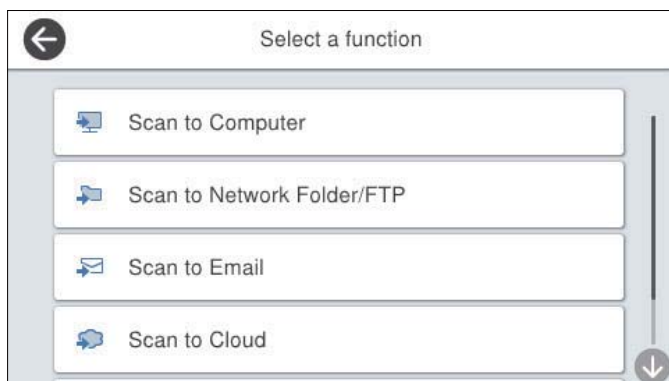 Select a function
Scan to Computer
Scan to Network Folder/FTP
Scan to Email
Scan to Cloud